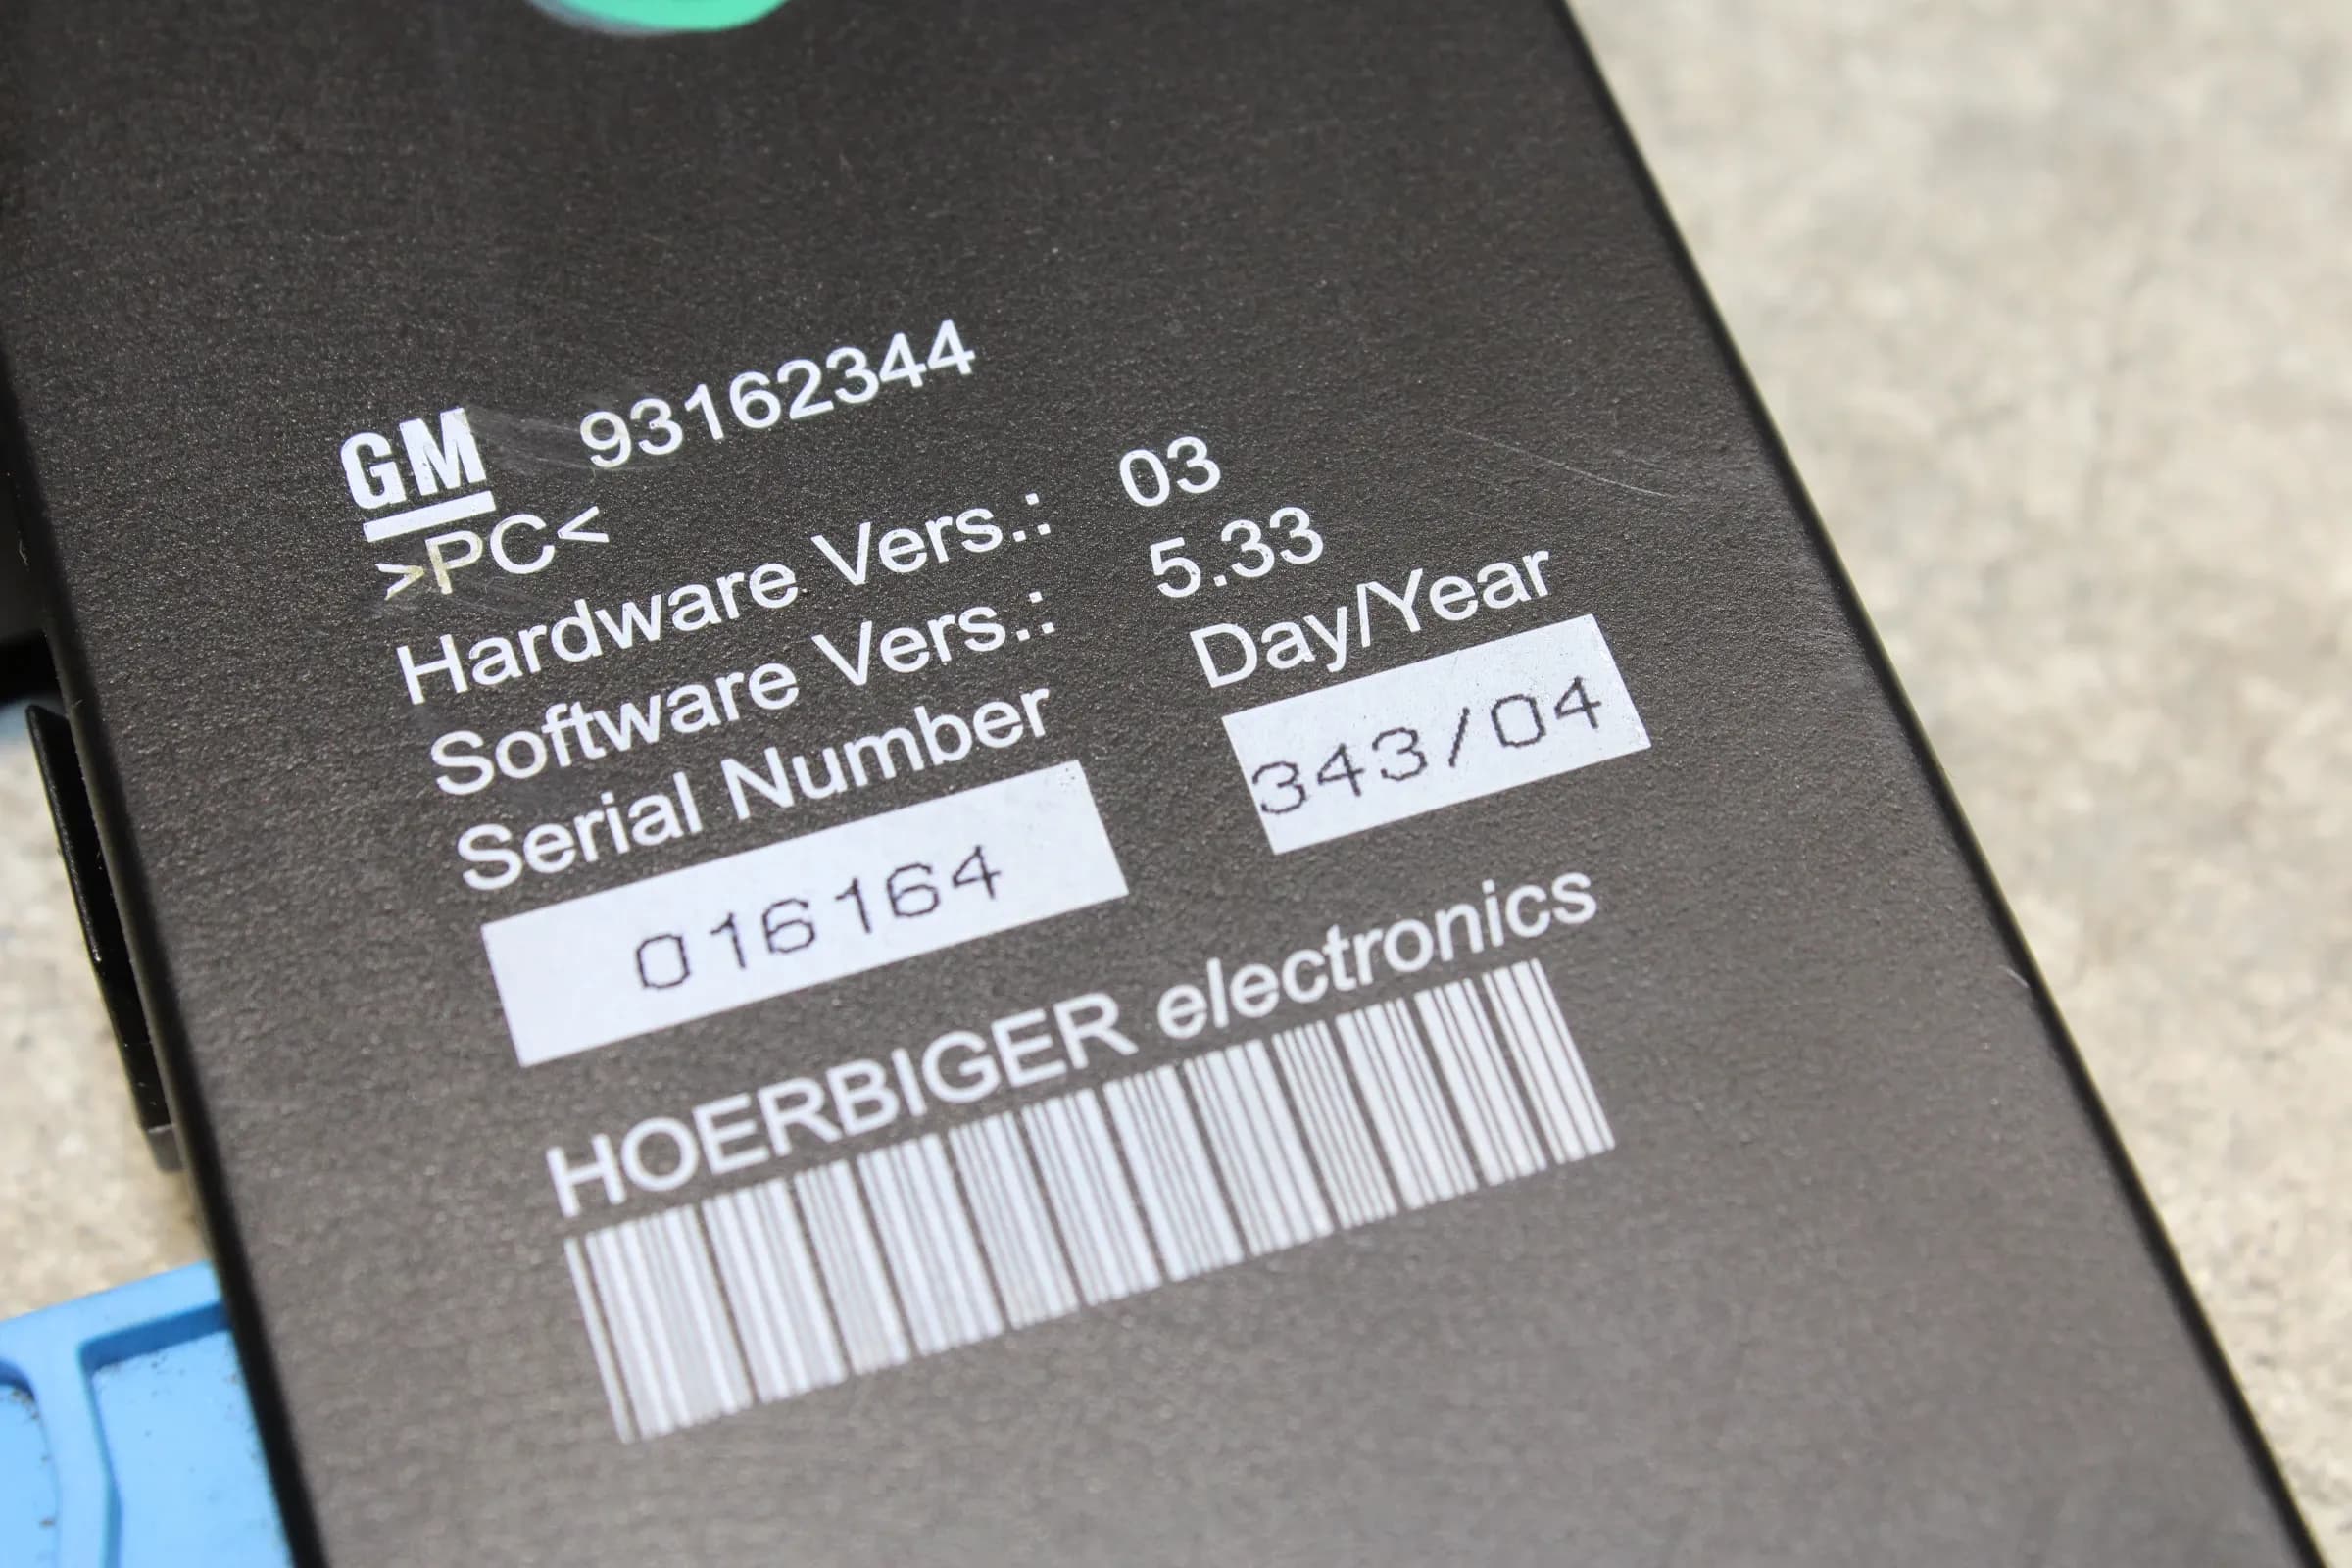 GM 93162344
>PC<
Hardware Vers.: 03
Software Vers.: 5.33
Serial Number Day/Year
016164 343/04
HOERBIGER electronics